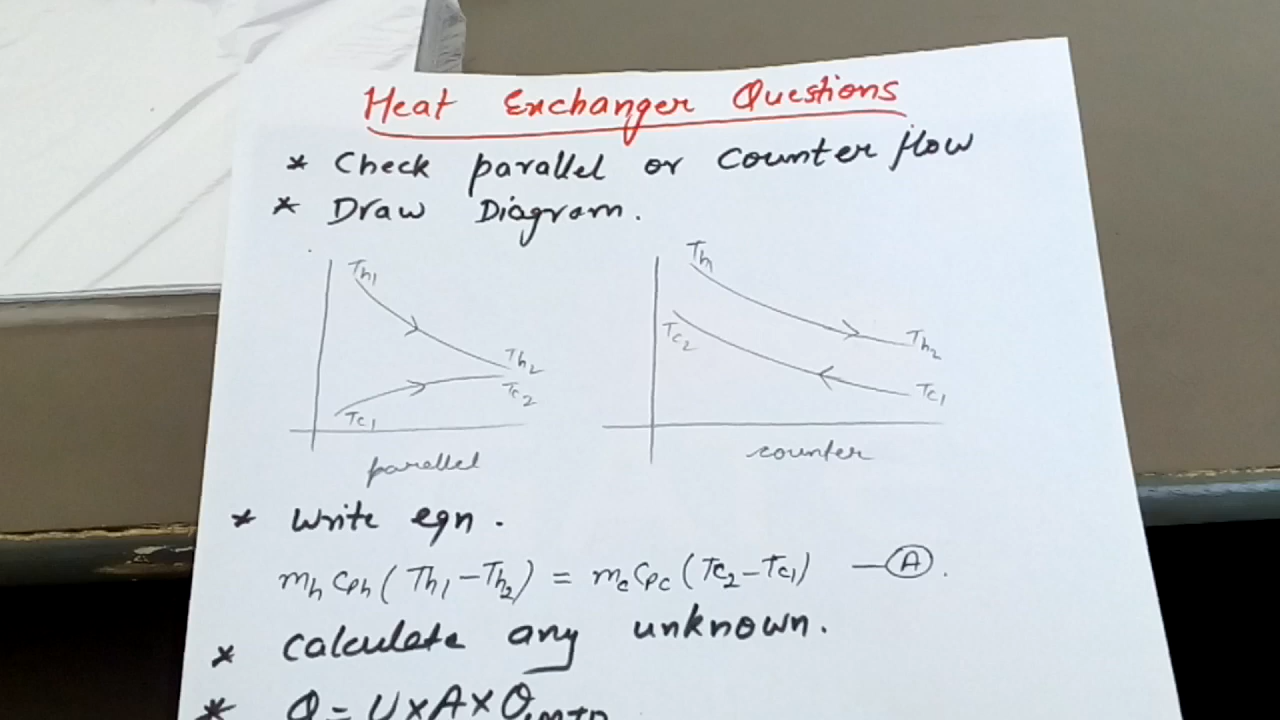 Heat Exchanger Questions
* Check parallel or counter flow
* Draw Diagram.
Th1
Th2
Tc2
Tc1
parallel
Th1
Tc2
Th2
Tc1
counter
* Write eqn.
mh Cph (Th1 - Th2) = mc Cpc (Tc2 - Tc1) — A.
* Calculate any unknown.
* Q = U×A×θ